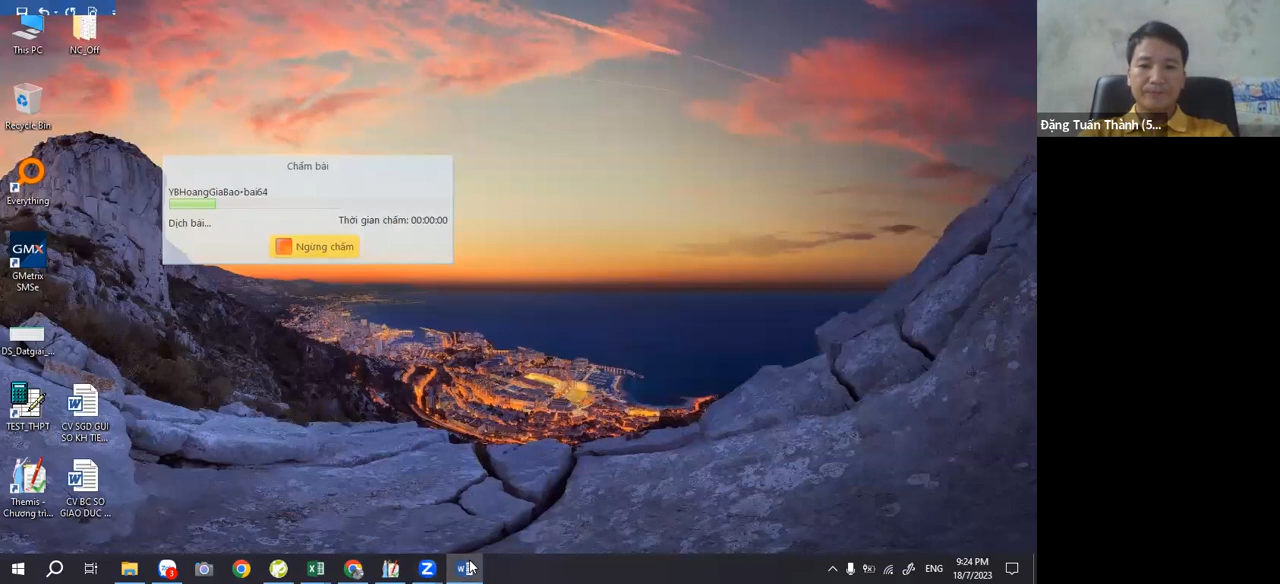 This PC
NC_Off
Recycle Bin
Everything
GMX
GMetrix
SMSe
DS_Datgiai_...
TEST_THPT
CV SGD GUI
SO KH TIE...
Themis -
Chương trì...
CV BC SO
GIAO DUC ...
Chấm bài
YBHoangGiaBao◦bai64
Dịch bài...
Thời gian chấm: 00:00:00
Ngừng chấm
Đặng Tuấn Thành (5...
3
ENG
9:24 PM
18/7/2023